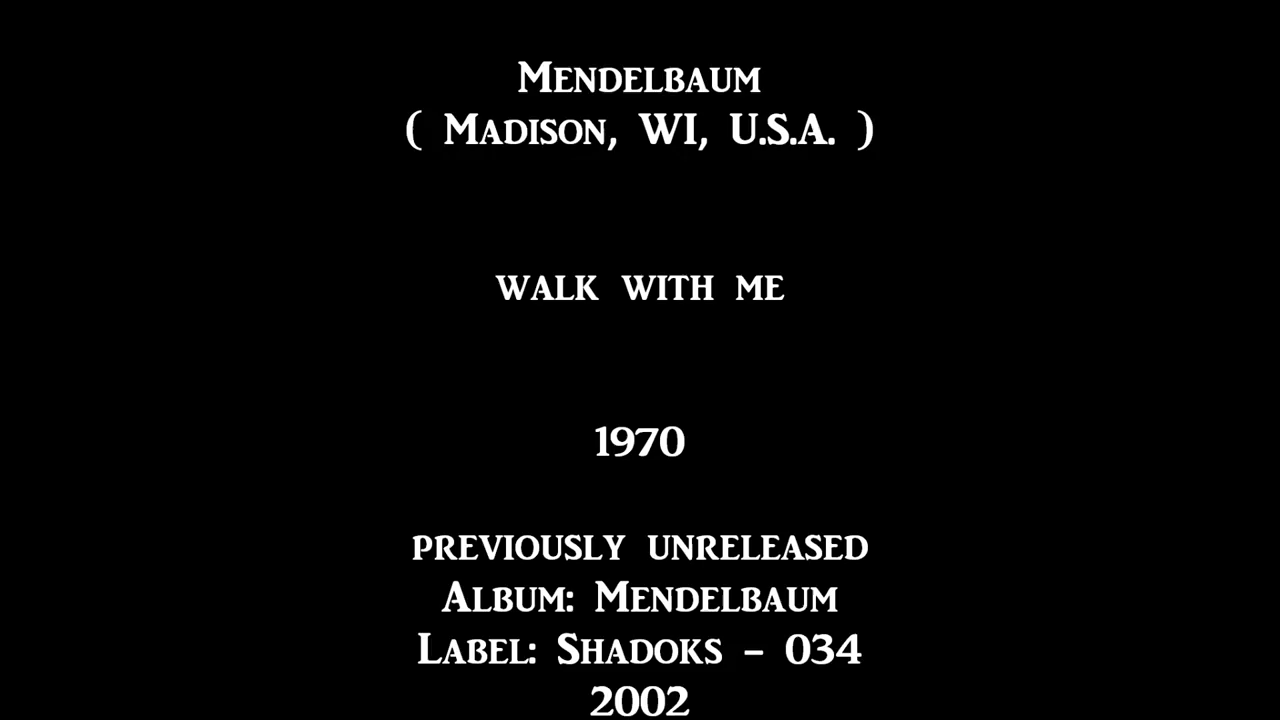 Mendelbaum
( Madison, WI, U.S.A. )
walk with me
1970
previously unreleased
Album: Mendelbaum
Label: Shadoks – 034
2002